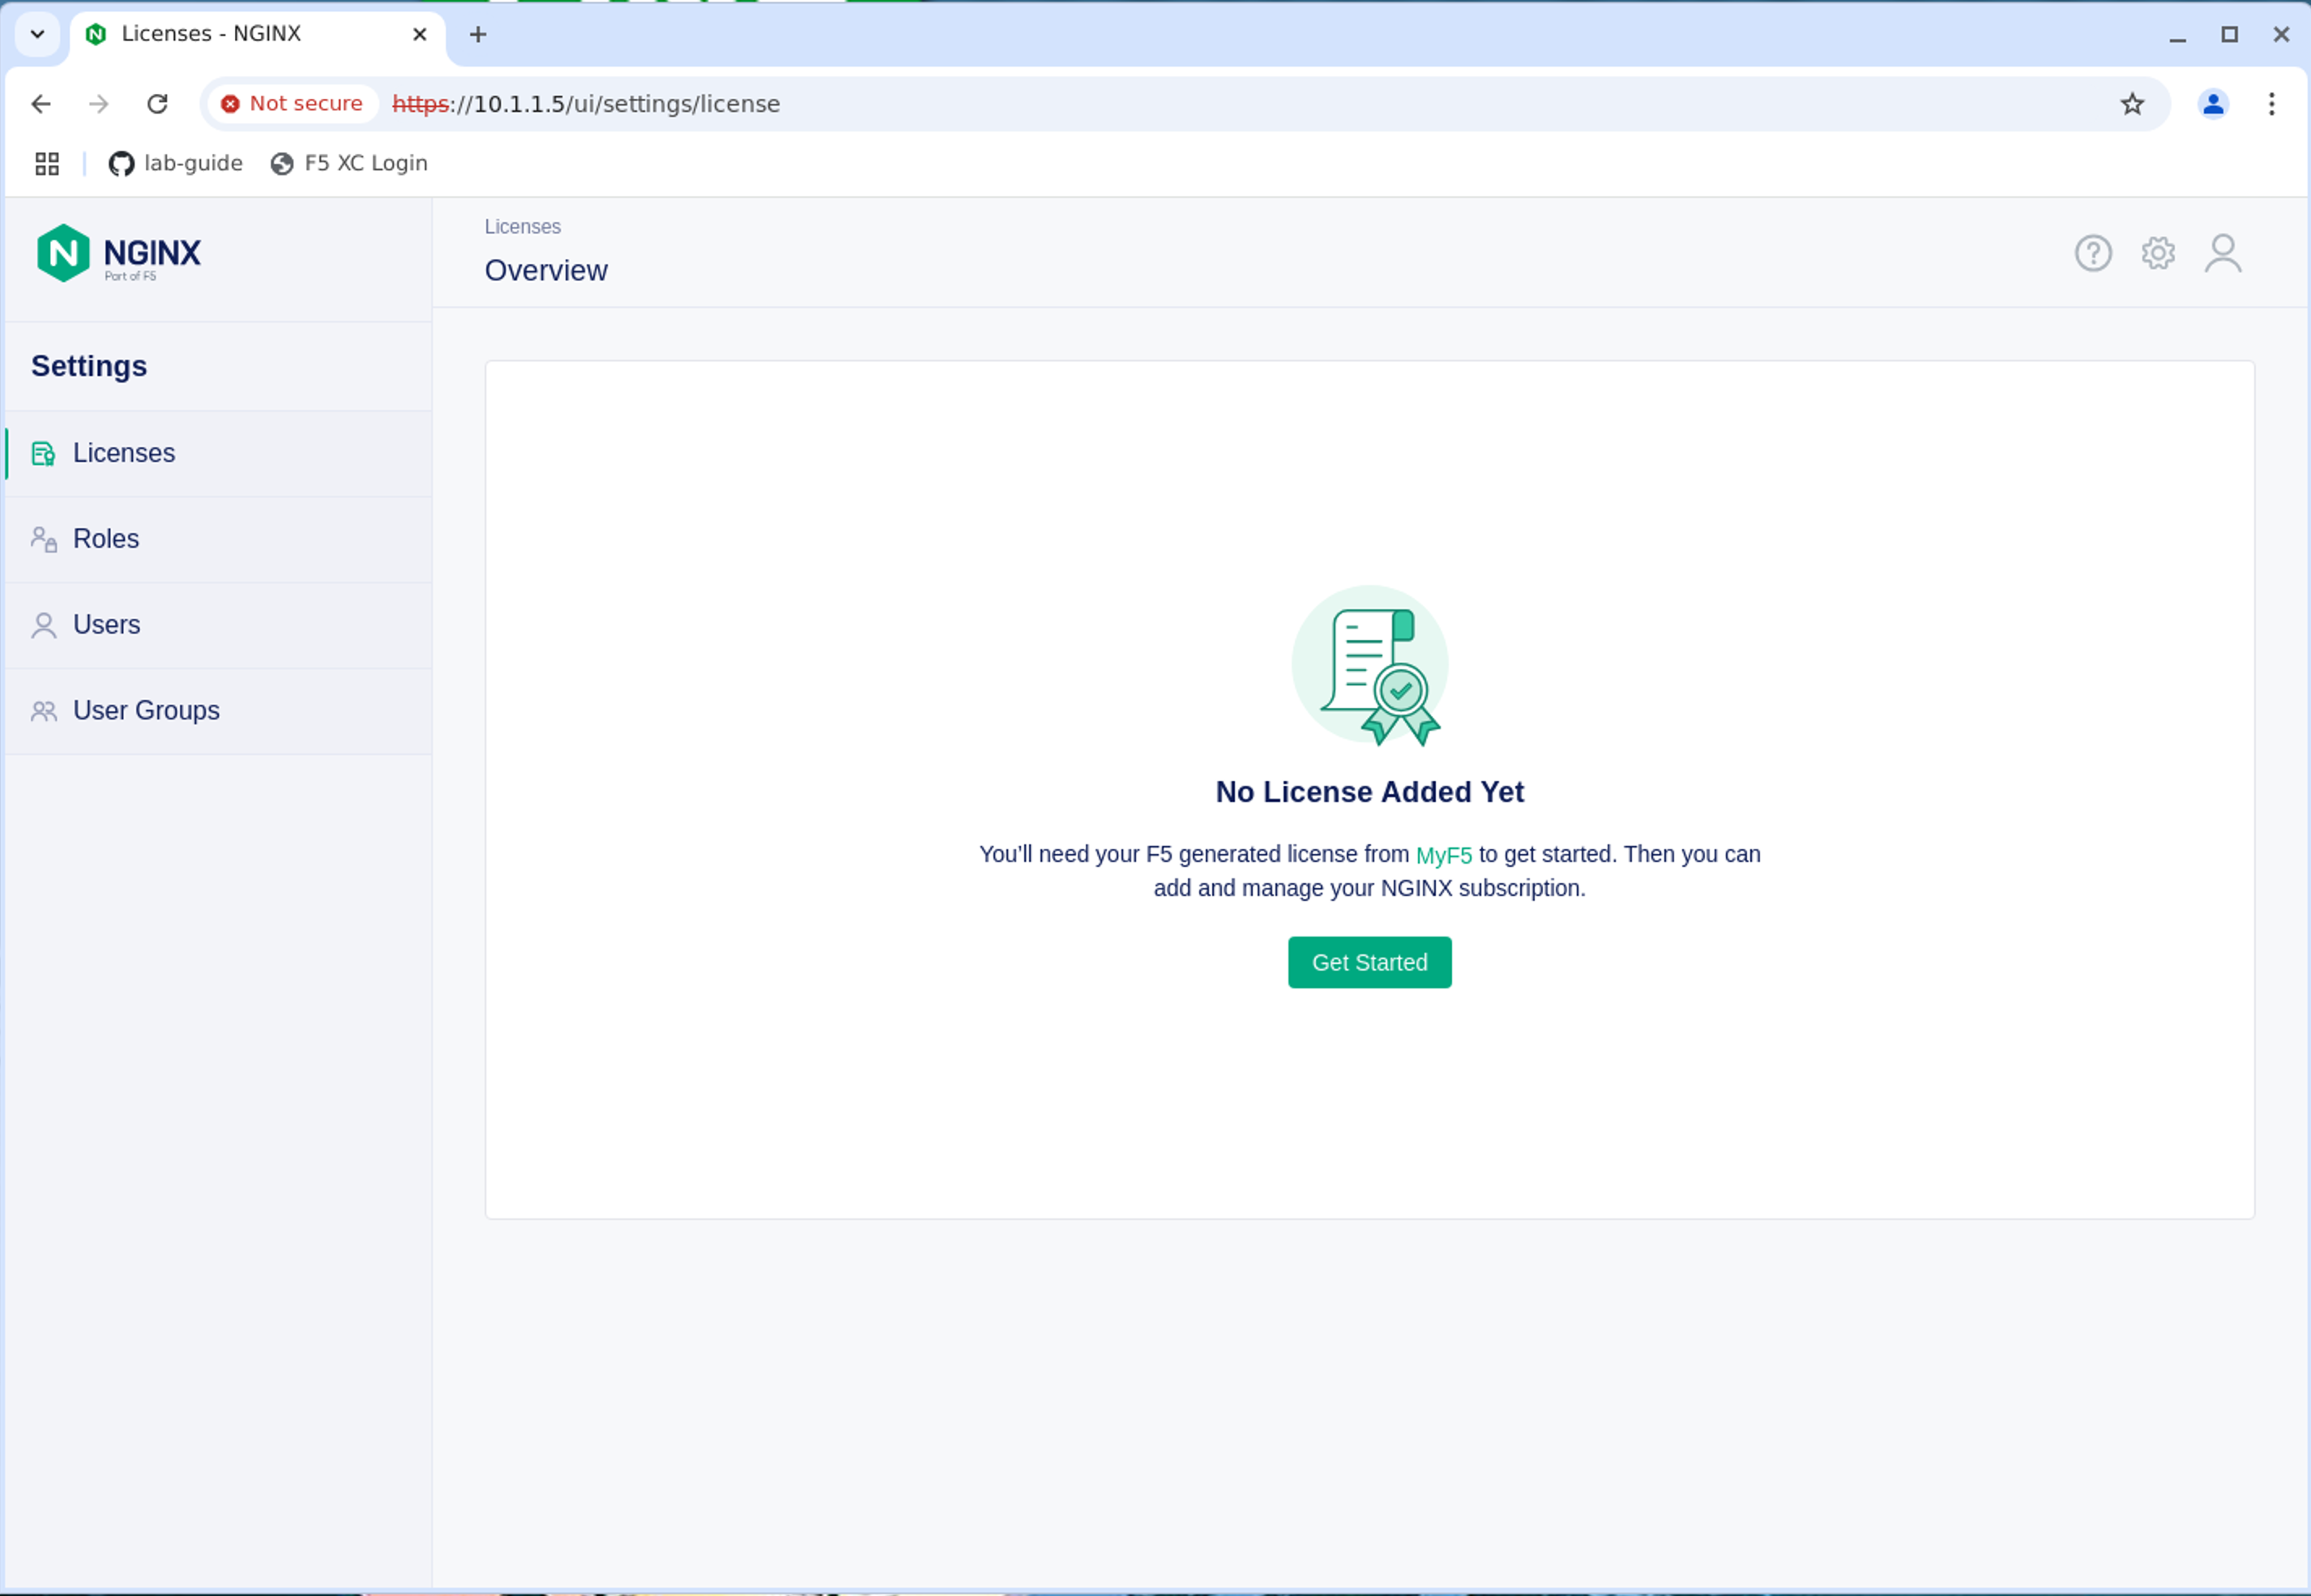 Licenses - NGINX
Not secure
https://10.1.1.5/ui/settings/license
lab-guide
F5 XC Login
NGINX
Part of F5
Licenses
Overview
Settings
Licenses
Roles
Users
User Groups
No License Added Yet
You'll need your F5 generated license from MyF5 to get started. Then you can
add and manage your NGINX subscription.
Get Started